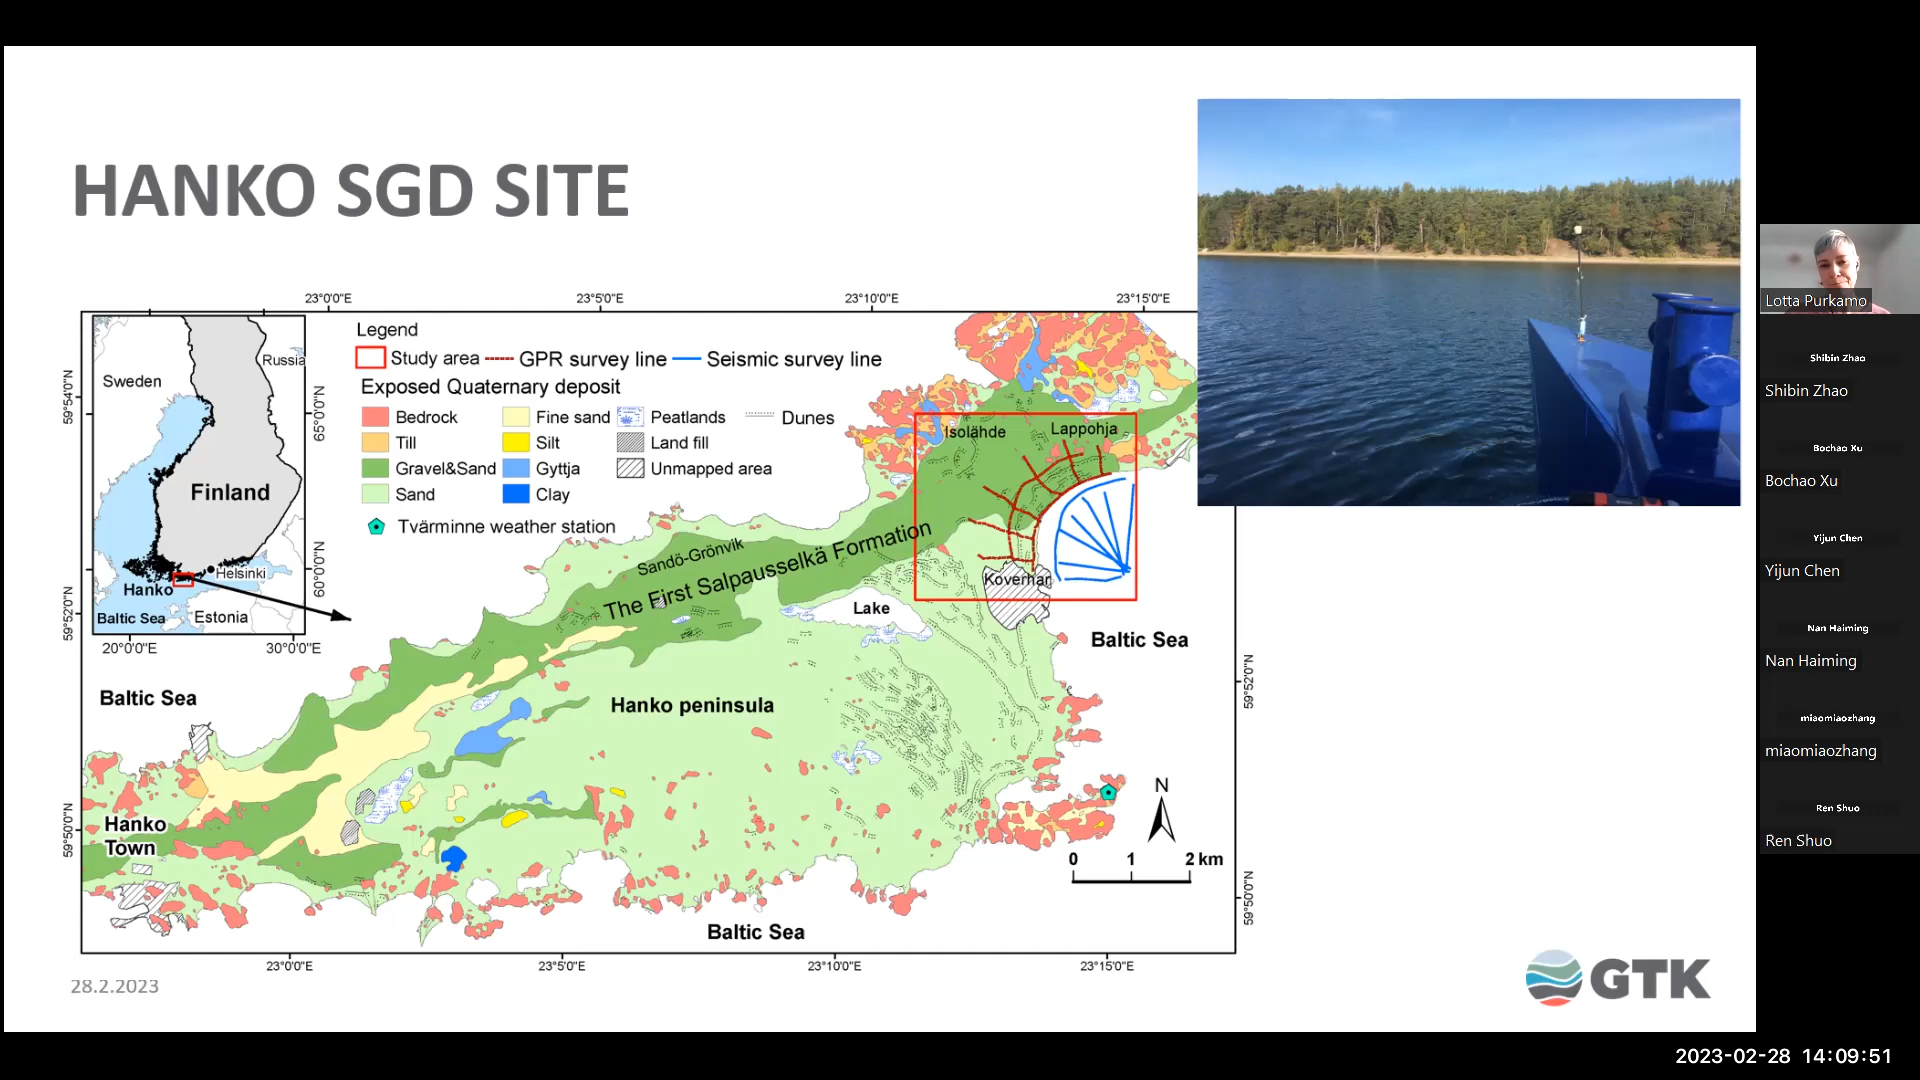 HANKO SGD SITE
23°0'0"E
23°5'0"E
23°10'0"E
23°15'0"E
59°54'0"N
59°52'0"N
59°50'0"N
Russia
Sweden
65°0'0"N
Finland
60°0'0"N
Helsinki
Hanko
Baltic Sea
Estonia
20°0'0"E
30°0'0"E
Legend
Study area
GPR survey line
Seismic survey line
Exposed Quaternary deposit
Bedrock
Fine sand
Peatlands
Dunes
Till
Silt
Land fill
Gravel&Sand
Gyttja
Unmapped area
Sand
Clay
Tvärminne weather station
Isolähde
Lappohja
Sandö-Grönvik
The First Salpausselkä Formation
Koverhar
Lake
Baltic Sea
Baltic Sea
Hanko peninsula
Hanko
Town
N
0 1 2 km
Baltic Sea
59°52'0"N
59°50'0"N
23°0'0"E
23°5'0"E
23°10'0"E
23°15'0"E
28.2.2023
GTK
Lotta Purkamo
Shibin Zhao
Shibin Zhao
Bochao Xu
Bochao Xu
Yijun Chen
Yijun Chen
Nan Haiming
Nan Haiming
miaomiaozhang
miaomiaozhang
Ren Shuo
Ren Shuo
2023-02-28 14:09:51